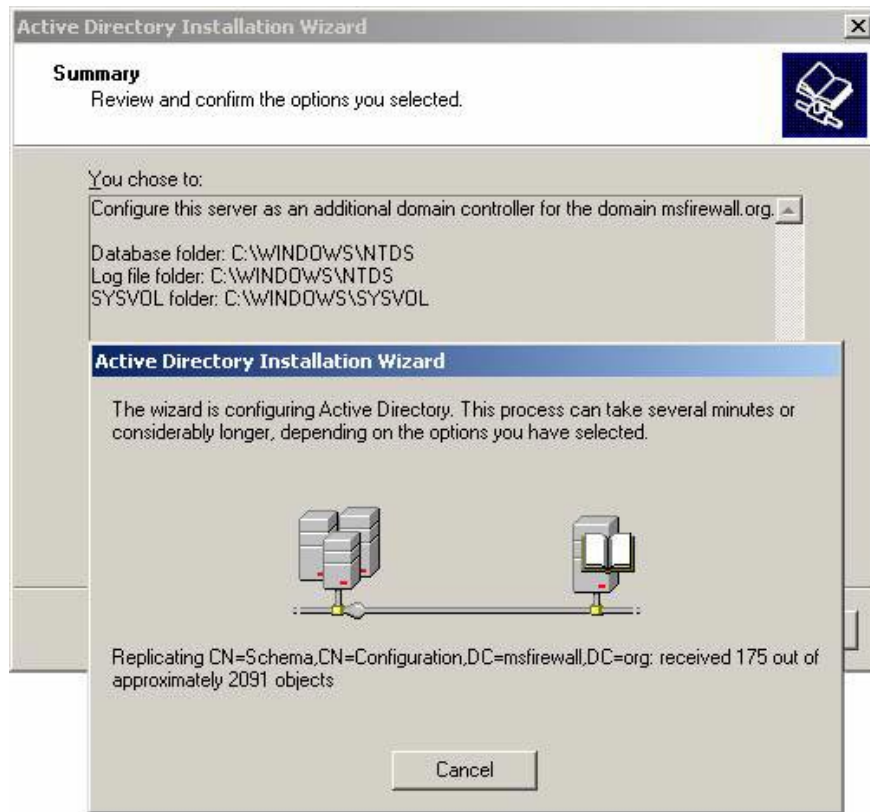 Active Directory Installation Wizard
Summary
Review and confirm the options you selected.
You chose to:
Configure this server as an additional domain controller for the domain msfirewall.org.
Database folder: C:\WINDOWS\NTDS
Log file folder: C:\WINDOWS\NTDS
SYSVOL folder: C:\WINDOWS\SYSVOL
Active Directory Installation Wizard
The wizard is configuring Active Directory. This process can take several minutes or
considerably longer, depending on the options you have selected.
Replicating CN=Schema,CN=Configuration,DC=msfirewall,DC=org: received 175 out of
approximately 2091 objects
Cancel